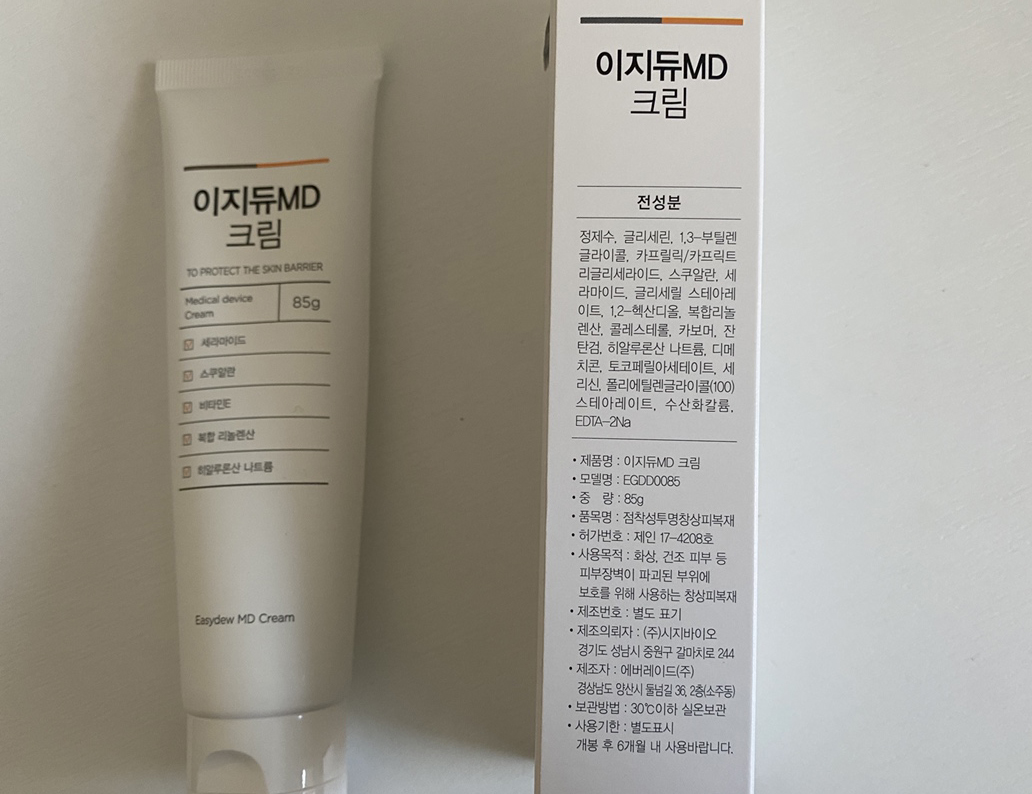 이지듀MD
크림
TO PROTECT THE SKIN BARRIER
Medical device
Cream
85g
세라마이드
스쿠알란
비타민E
복합 리놀렌산
히알루론산 나트륨
Easydew MD Cream
이지듀MD
크림
전성분
정제수, 글리세린, 1,3-부틸렌
글라이콜, 카프릴릭/카프릭트
리글리세라이드, 스쿠알란, 세
라마이드, 글리세릴 스테아레
이트, 1,2-헥산디올, 복합리놀
렌산, 콜레스테롤, 카보머, 잔
탄검, 히알루론산 나트륨, 디메
치콘, 토코페릴아세테이트, 세
리신, 폴리에틸렌글라이콜(100)
스테아레이트, 수산화칼륨,
EDTA-2Na
• 제품명 : 이지듀MD 크림
• 모델명 : EGDD0085
• 중 량 : 85g
• 품목명 : 점착성투명창상피복재
• 허가번호 : 제인 17-4208호
• 사용목적 : 화상, 건조 피부 등
피부장벽이 파괴된 부위에
보호를 위해 사용하는 창상피복재
• 제조번호 : 별도 표기
• 제조의뢰자 : (주)시지바이오
경기도 성남시 중원구 갈마치로 244
• 제조자 : 에버레이드(주)
경상남도 양산시 둘넘길 36, 2층(소주동)
• 보관방법 : 30℃이하 실온보관
• 사용기한 : 별도표시
개봉 후 6개월 내 사용바랍니다.